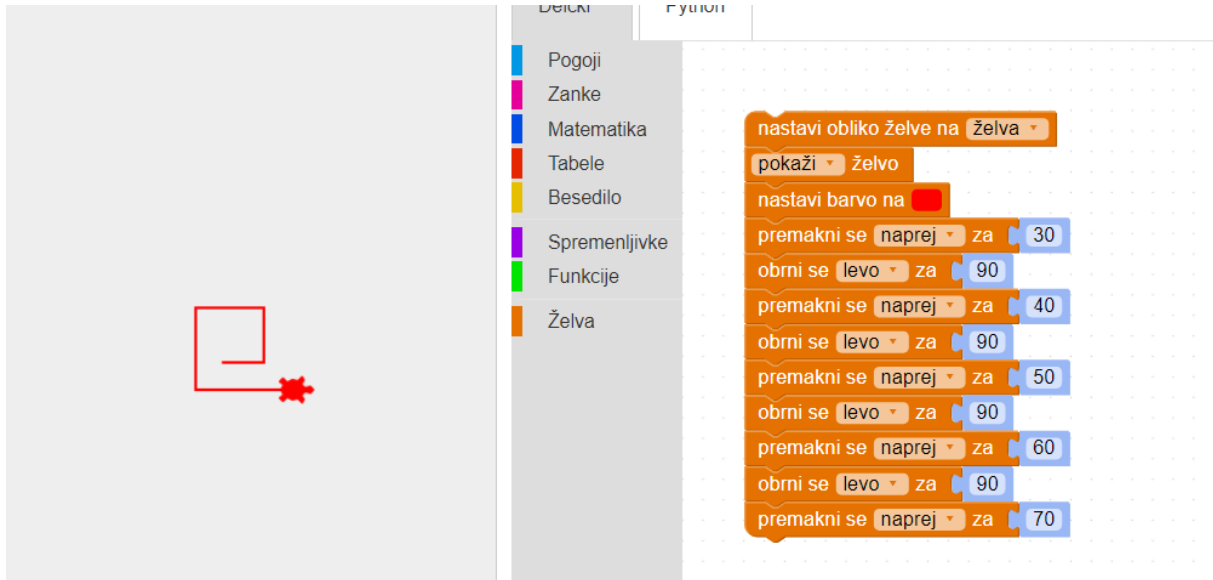 Delčki Python
Pogoji
Zanke
Matematika
Tabele
Besedilo
Spremenljivke
Funkcije
Želva
nastavi obliko želve na želva
pokaži želvo
nastavi barvo na
premakni se naprej za 30
obrni se levo za 90
premakni se naprej za 40
obrni se levo za 90
premakni se naprej za 50
obrni se levo za 90
premakni se naprej za 60
obrni se levo za 90
premakni se naprej za 70